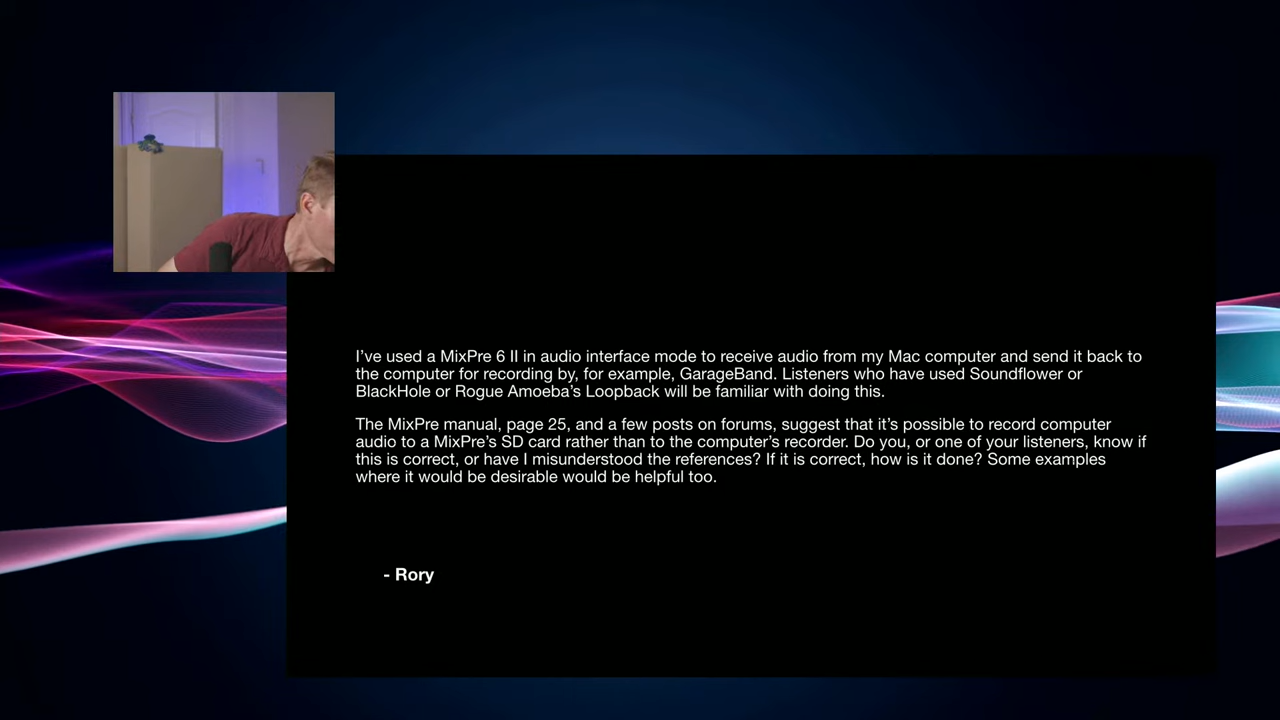 I've used a MixPre 6 II in audio interface mode to receive audio from my Mac computer and send it back to
the computer for recording by, for example, GarageBand. Listeners who have used Soundflower or
BlackHole or Rogue Amoeba's Loopback will be familiar with doing this.
The MixPre manual, page 25, and a few posts on forums, suggest that it's possible to record computer
audio to a MixPre's SD card rather than to the computer's recorder. Do you, or one of your listeners, know if
this is correct, or have I misunderstood the references? If it is correct, how is it done? Some examples
where it would be desirable would be helpful too.
- Rory